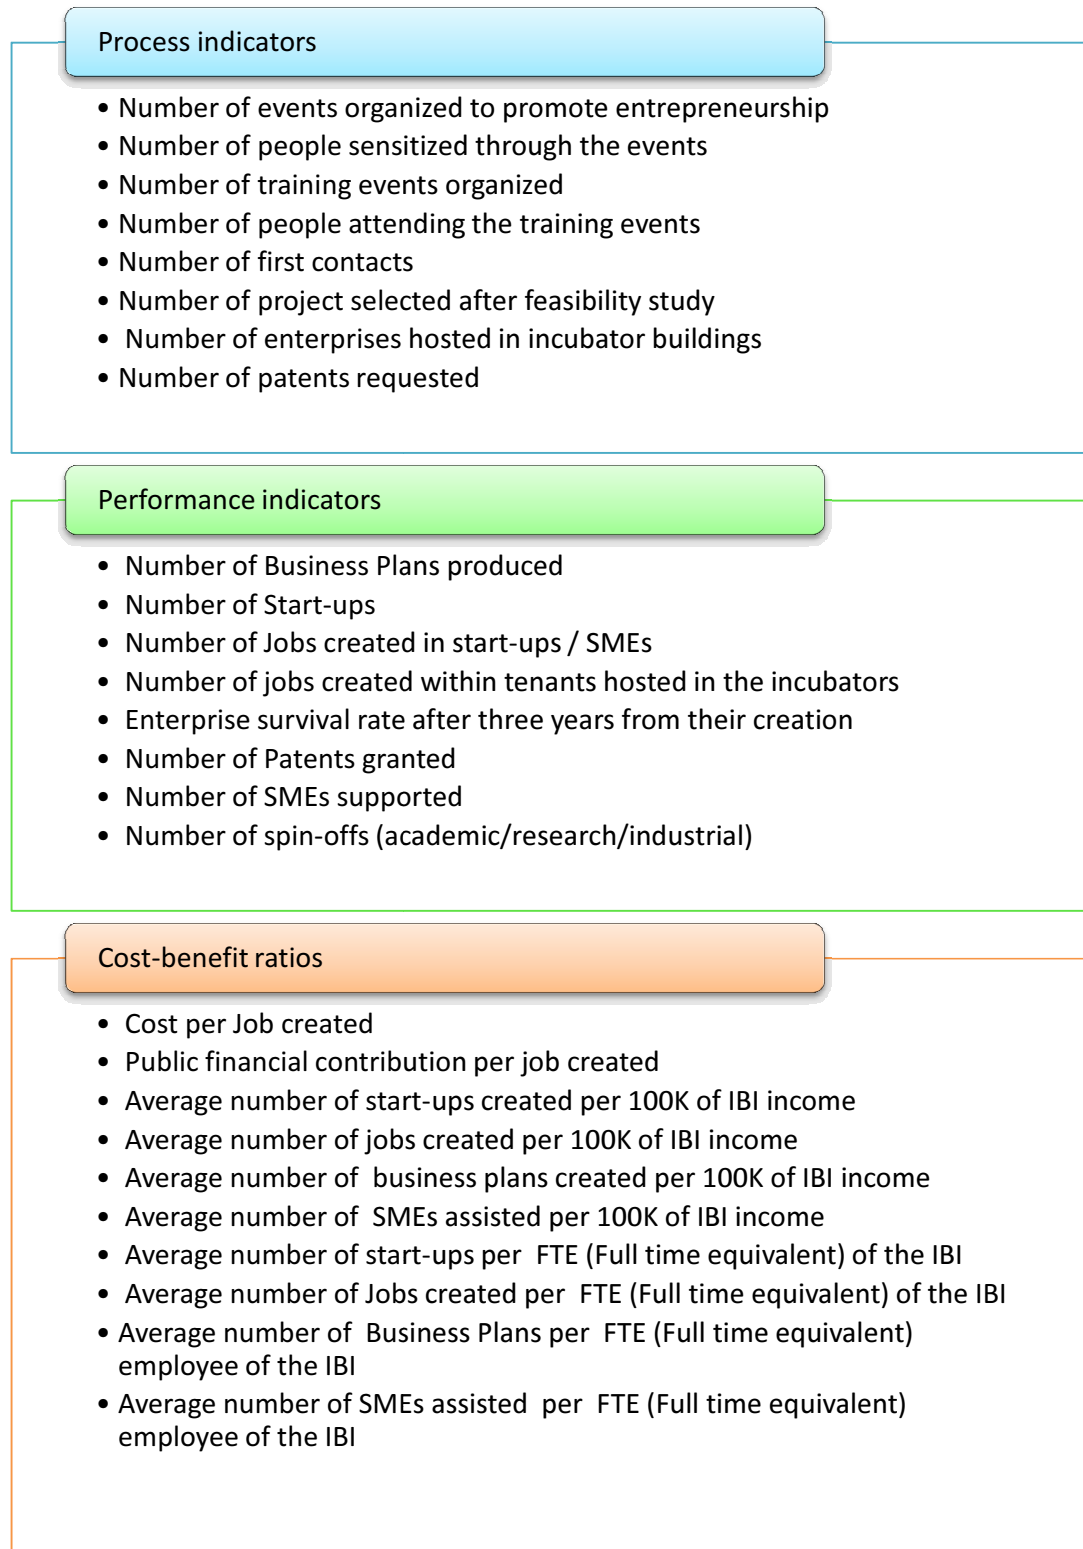 Process indicators
• Number of events organized to promote entrepreneurship
• Number of people sensitized through the events
• Number of training events organized
• Number of people attending the training events
• Number of first contacts
• Number of project selected after feasibility study
• Number of enterprises hosted in incubator buildings
• Number of patents requested
Performance indicators
• Number of Business Plans produced
• Number of Start-ups
• Number of Jobs created in start-ups / SMEs
• Number of jobs created within tenants hosted in the incubators
• Enterprise survival rate after three years from their creation
• Number of Patents granted
• Number of SMEs supported
• Number of spin-offs (academic/research/industrial)
Cost-benefit ratios
• Cost per Job created
• Public financial contribution per job created
• Average number of start-ups created per 100K of IBI income
• Average number of jobs created per 100K of IBI income
• Average number of business plans created per 100K of IBI income
• Average number of SMEs assisted per 100K of IBI income
• Average number of start-ups per FTE (Full time equivalent) of the IBI
• Average number of Jobs created per FTE (Full time equivalent) of the IBI
• Average number of Business Plans per FTE (Full time equivalent)
employee of the IBI
• Average number of SMEs assisted per FTE (Full time equivalent)
employee of the IBI